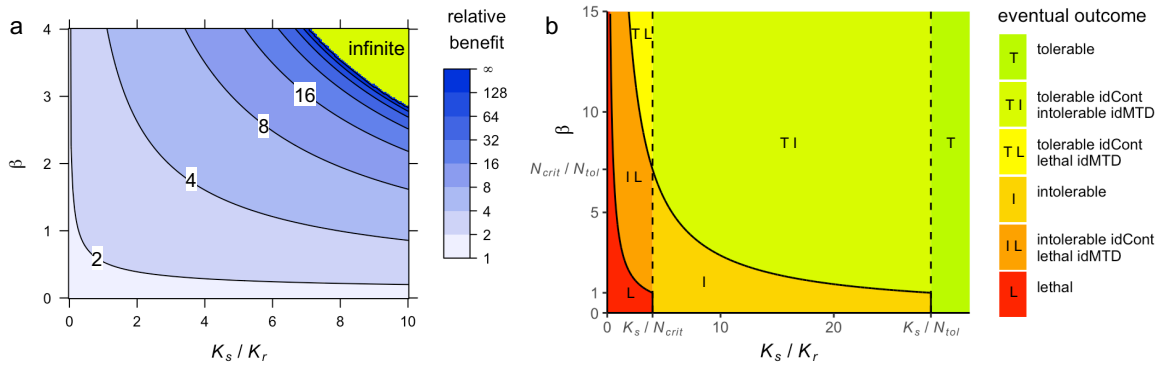 a
relative
benefit
4
3
2
1
0
β
infinite
16
8
4
2
∞
128
64
32
16
8
4
2
1
0
2
4
6
8
10
K_s / K_r
b
15
10
5
1
0
β
N_crit / N_tol
T L
T I
T
I L
I
L
0
K_s / N_crit
10
20
K_s / N_tol
K_s / K_r
eventual outcome
T
tolerable
T I
tolerable idCont
intolerable idMTD
T L
tolerable idCont
lethal idMTD
I
intolerable
I L
intolerable idCont
lethal idMTD
L
lethal